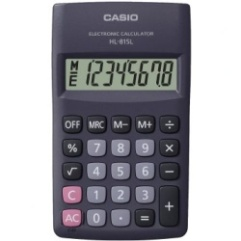 CASIO
ELECTRONIC CALCULATOR
HL-815L
M E 12345678
OFF MRC M− M+ ÷
% 7 8 9 ×
√ 4 5 6 −
C 1 2 3 +
AC 0 . =